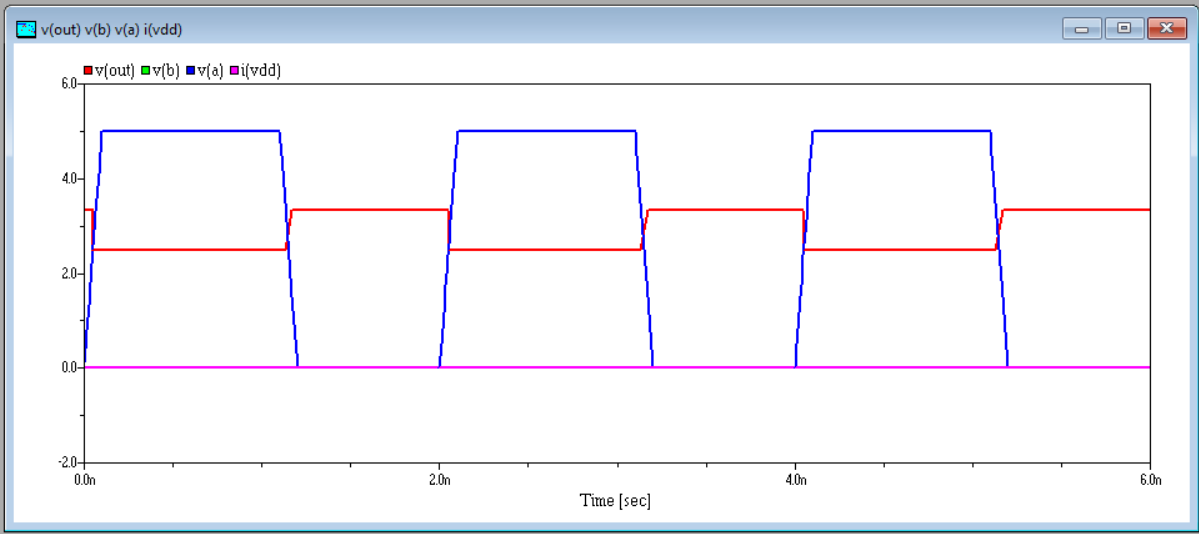 v(out) v(b) v(a) i(vdd)
v(out) v(b) v(a) i(vdd)
6.0
4.0
2.0
0.0
-2.0
0.0n 2.0n 4.0n 6.0n
Time [sec]